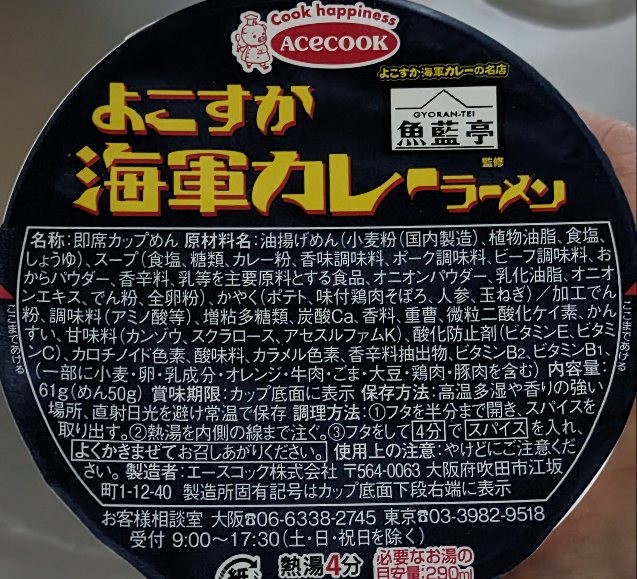 Cook happiness
ACECOOK
よこすか海軍カレーの名店
GYORAN-TEI
魚藍亭
監修
よこすか
海軍カレーラーメン
名称:即席カップめん 原材料名:油揚げめん(小麦粉(国内製造)、植物油脂、食塩、
しょうゆ)、スープ(食塩、糖類、カレー粉、香味調味料、ポーク調味料、ビーフ調味料、お
からパウダー、香辛料、乳等を主要原料とする食品、オニオンパウダー、乳化油脂、オニオ
ンエキス、でん粉、全卵粉)、かやく(ポテト、味付鶏肉そぼろ、人参、玉ねぎ)/加工でん
粉、調味料(アミノ酸等)、増粘多糖類、炭酸Ca、香料、重曹、微粒二酸化ケイ素、かん
すい、甘味料(カンゾウ、スクラロース、アセスルファムK)、酸化防止剤(ビタミンE、ビタミ
ンC)、カロチノイド色素、酸味料、カラメル色素、香辛料抽出物、ビタミンB2、ビタミンB1、
(一部に小麦・卵・乳成分・オレンジ・牛肉・ごま・大豆・鶏肉・豚肉を含む) 内容量:
61g(めん50g) 賞味期限:カップ底面に表示 保存方法:高温多湿や香りの強い
場所、直射日光を避け常温で保存 調理方法:①フタを半分まで開き、スパイスを
取り出す。②熱湯を内側の線まで注ぐ。③フタをして4分でスパイスを入れ、
よくかきまぜてお召しあがりください。 使用上の注意:やけどにご注意くだ
さい。製造者:エースコック株式会社 〒564-0063 大阪府吹田市江坂
町1-12-40 製造所固有記号はカップ底面下段右端に表示
お客様相談室 大阪☎06-6338-2745 東京☎03-3982-9518
受付 9:00〜17:30(土・日・祝日を除く)
紙
熱湯4分
必要なお湯の
目安量:290ml
ここまであける
ここまであける